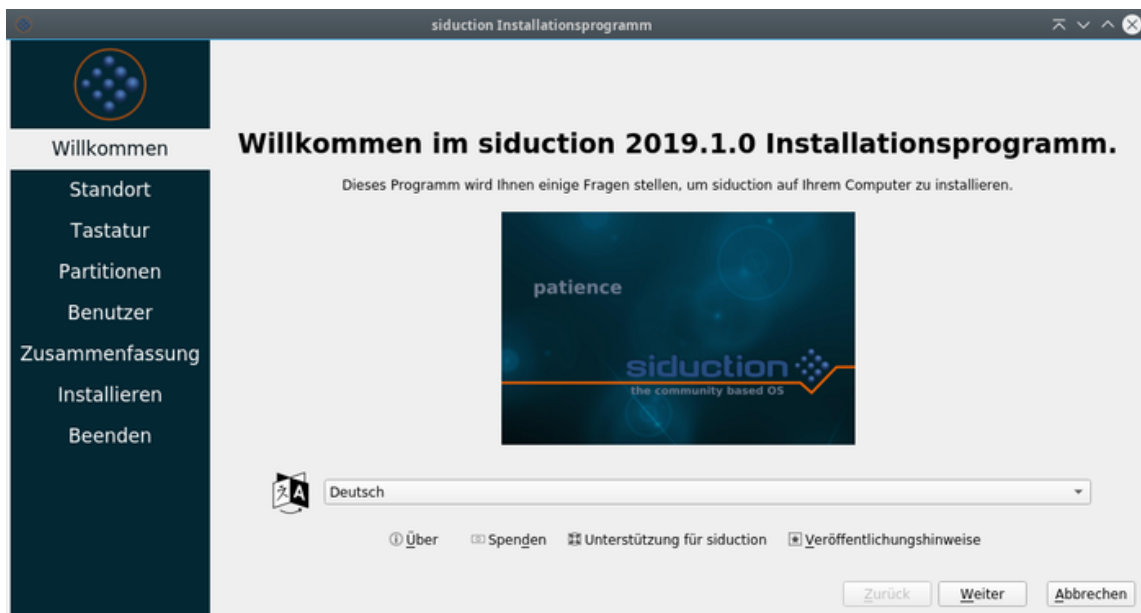 siduction Installationsprogramm
Willkommen
Standort
Tastatur
Partitionen
Benutzer
Zusammenfassung
Installieren
Beenden
Willkommen im siduction 2019.1.0 Installationsprogramm.
Dieses Programm wird Ihnen einige Fragen stellen, um siduction auf Ihrem Computer zu installieren.
patience
siduction
the community based OS
Deutsch
Über Spenden Unterstützung für siduction Veröffentlichungshinweise
Zurück Weiter Abbrechen